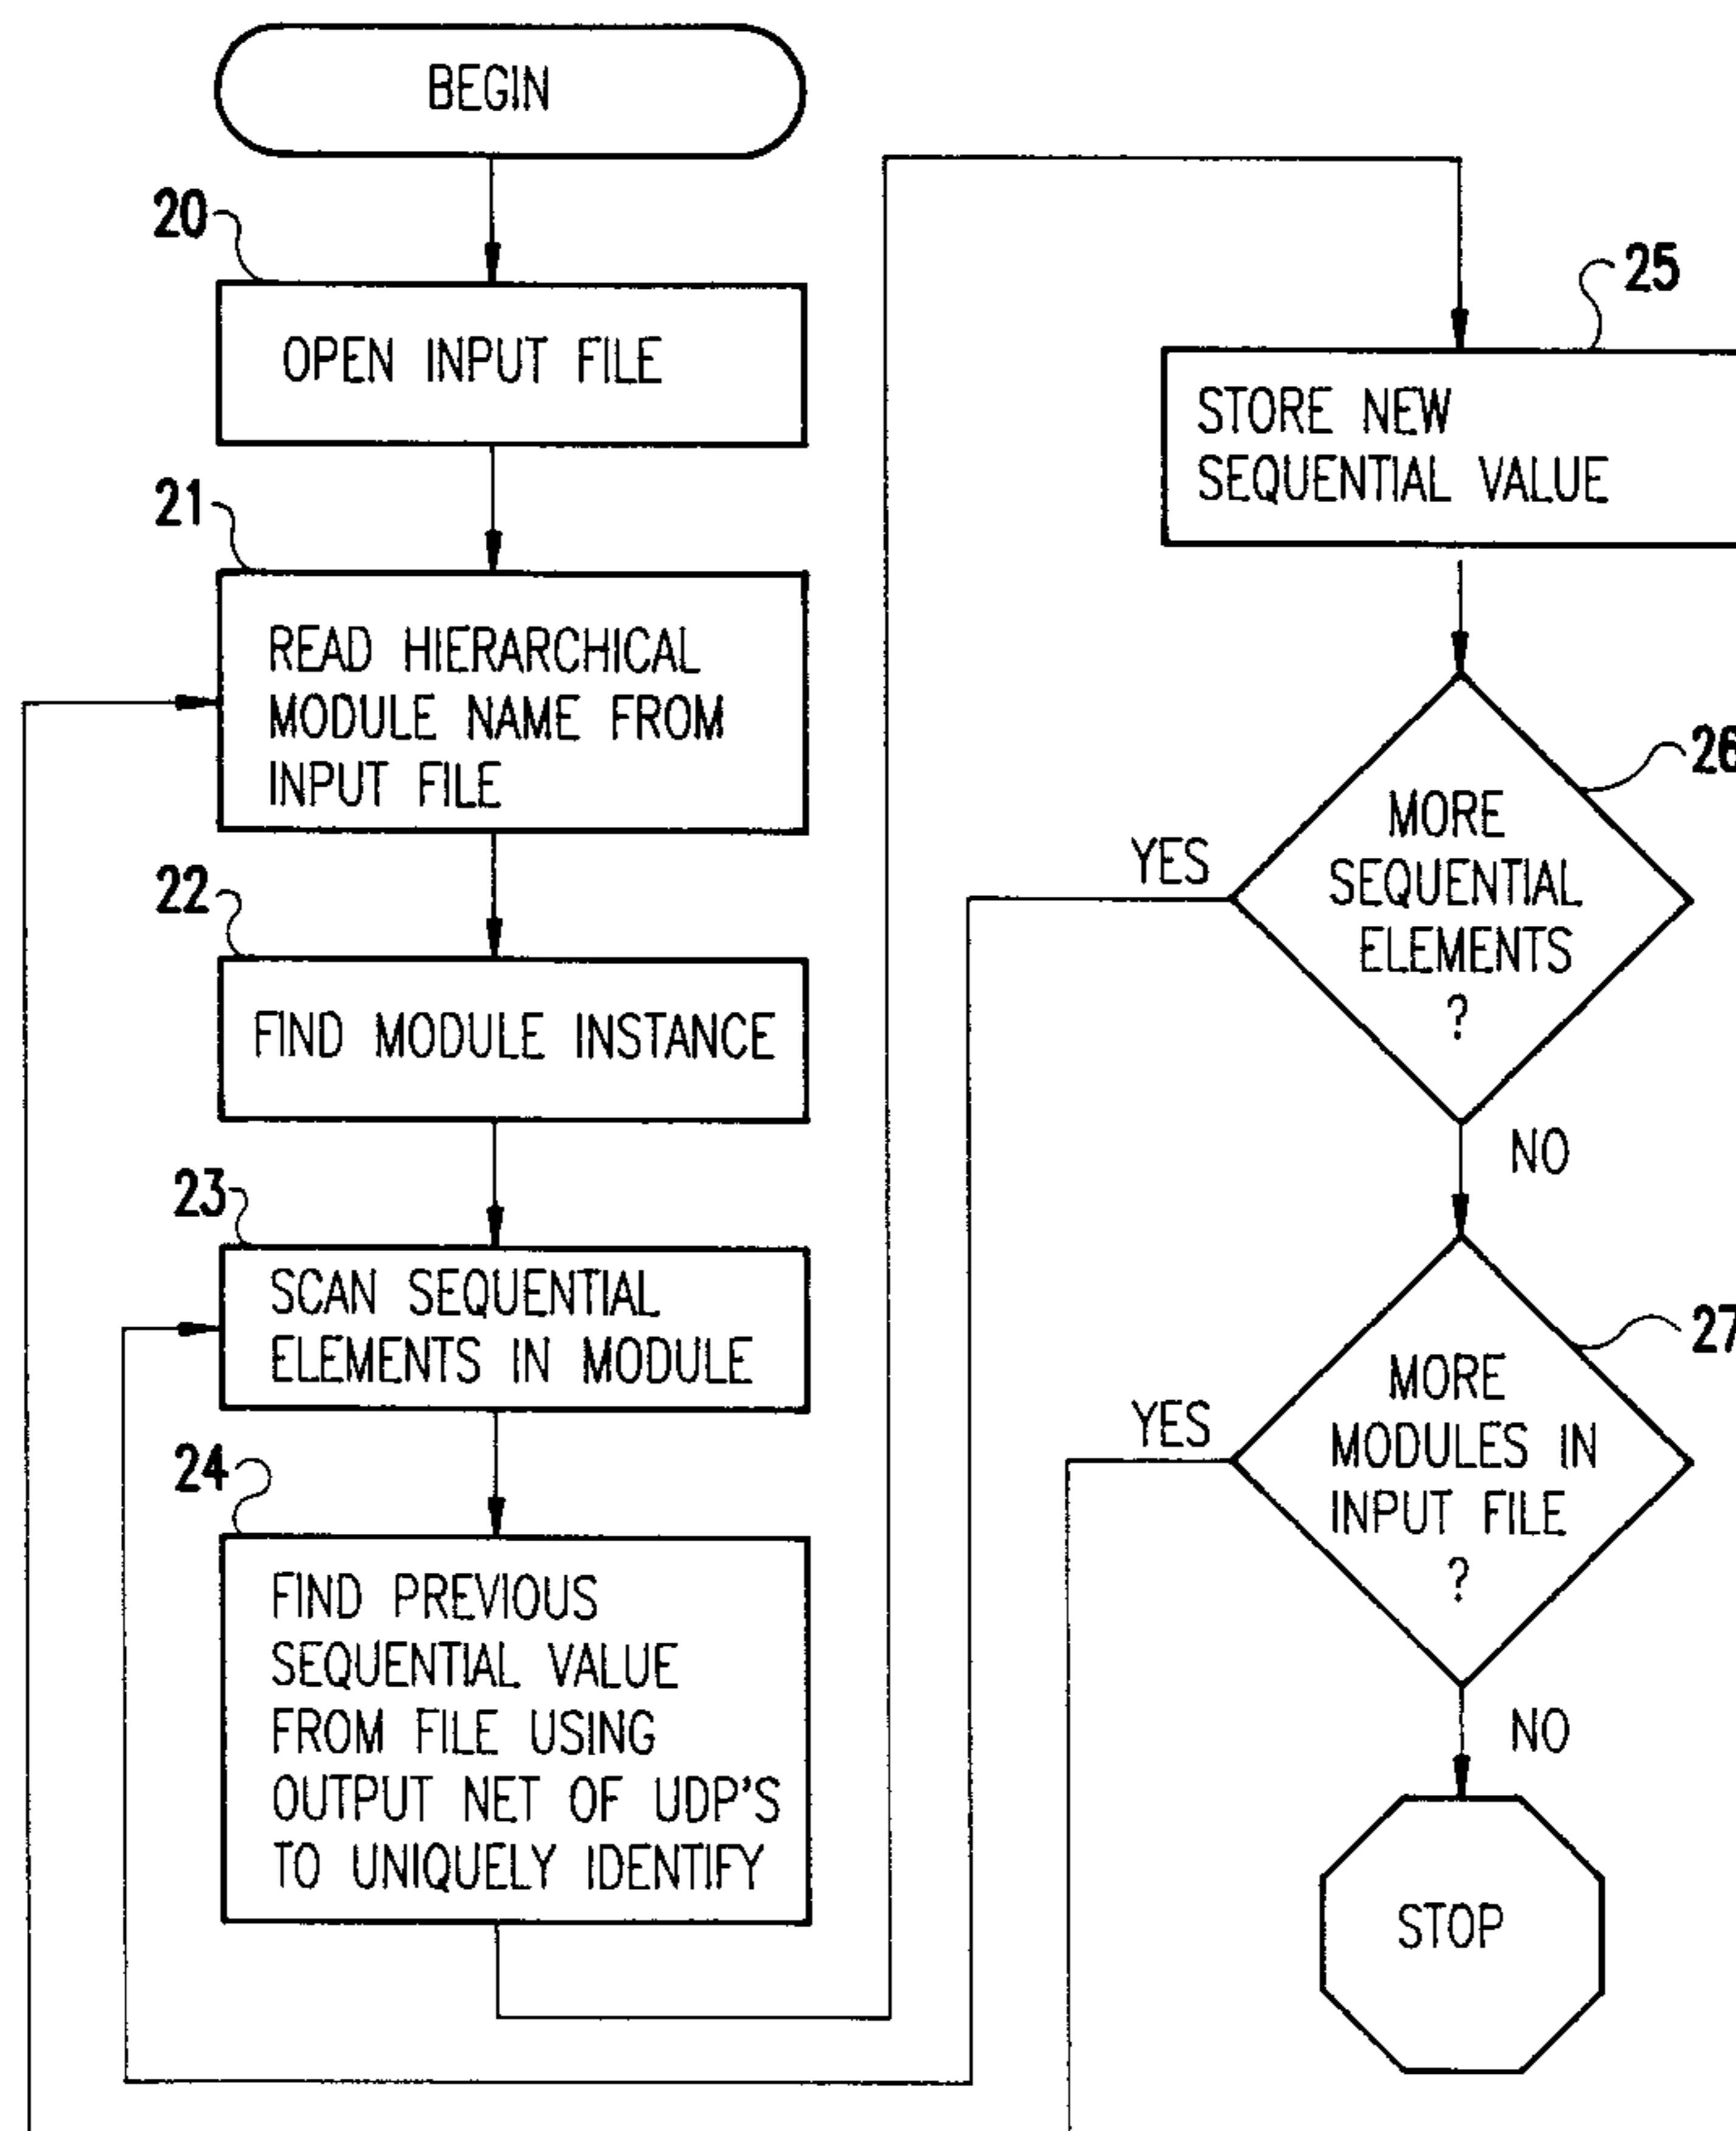 BEGIN
20
OPEN INPUT FILE
21
READ HIERARCHICAL
MODULE NAME FROM
INPUT FILE
22
FIND MODULE INSTANCE
23
SCAN SEQUENTIAL
ELEMENTS IN MODULE
24
FIND PREVIOUS
SEQUENTIAL VALUE
FROM FILE USING
OUTPUT NET OF UDP'S
TO UNIQUELY IDENTIFY
25
STORE NEW
SEQUENTIAL VALUE
26
MORE
SEQUENTIAL
ELEMENTS
?
YES
NO
27
MORE
MODULES IN
INPUT FILE
?
YES
NO
STOP